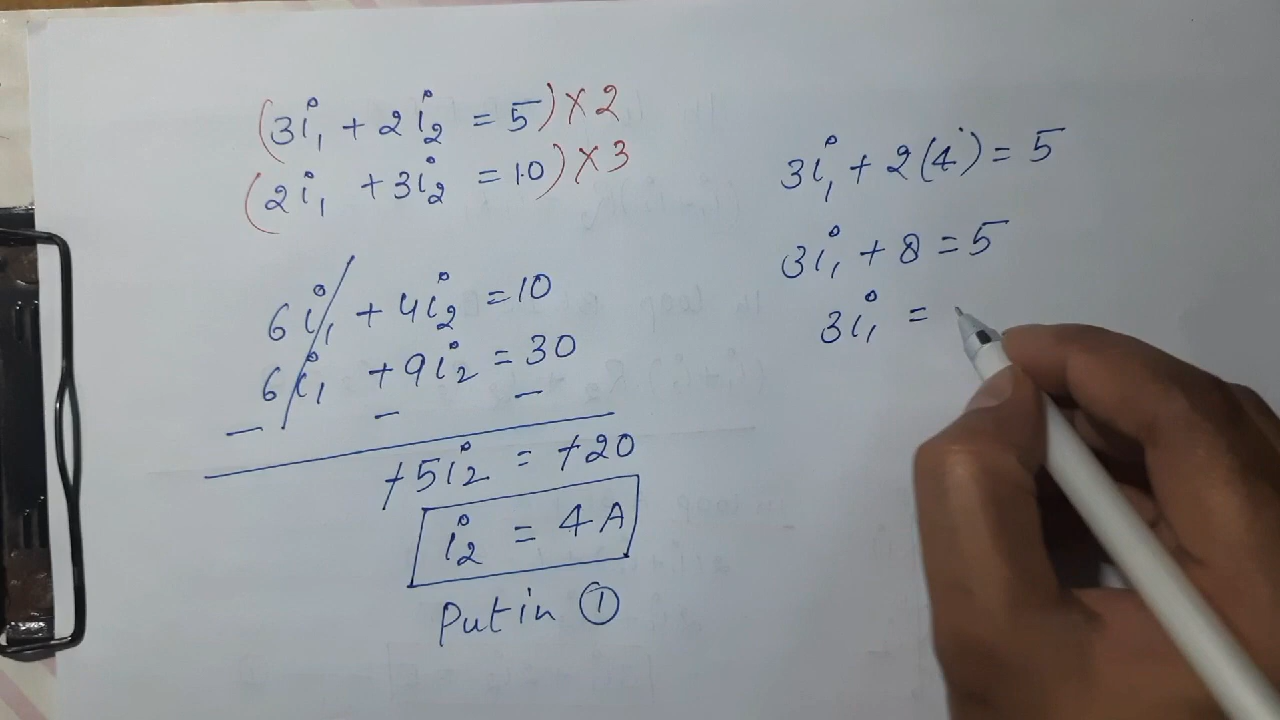 (3i₁ + 2i₂ = 5) × 2
(2i₁ + 3i₂ = 10) × 3
6i₁ + 4i₂ = 10
6i₁ + 9i₂ = 30
− − −
+5i₂ = +20
i₂ = 4A
Put in ①
3i₁ + 2(4) = 5
3i₁ + 8 = 5
3i₁ =